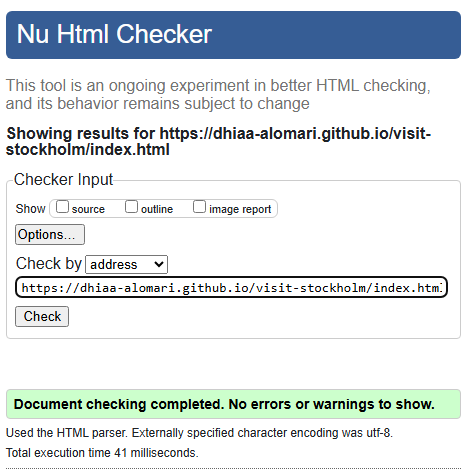 Nu Html Checker
This tool is an ongoing experiment in better HTML checking,
and its behavior remains subject to change
Showing results for https://dhiaa-alomari.github.io/visit-
stockholm/index.html
Checker Input
Show source outline image report
Options...
Check by address
https://dhiaa-alomari.github.io/visit-stockholm/index.htm
Check
Document checking completed. No errors or warnings to show.
Used the HTML parser. Externally specified character encoding was utf-8.
Total execution time 41 milliseconds.